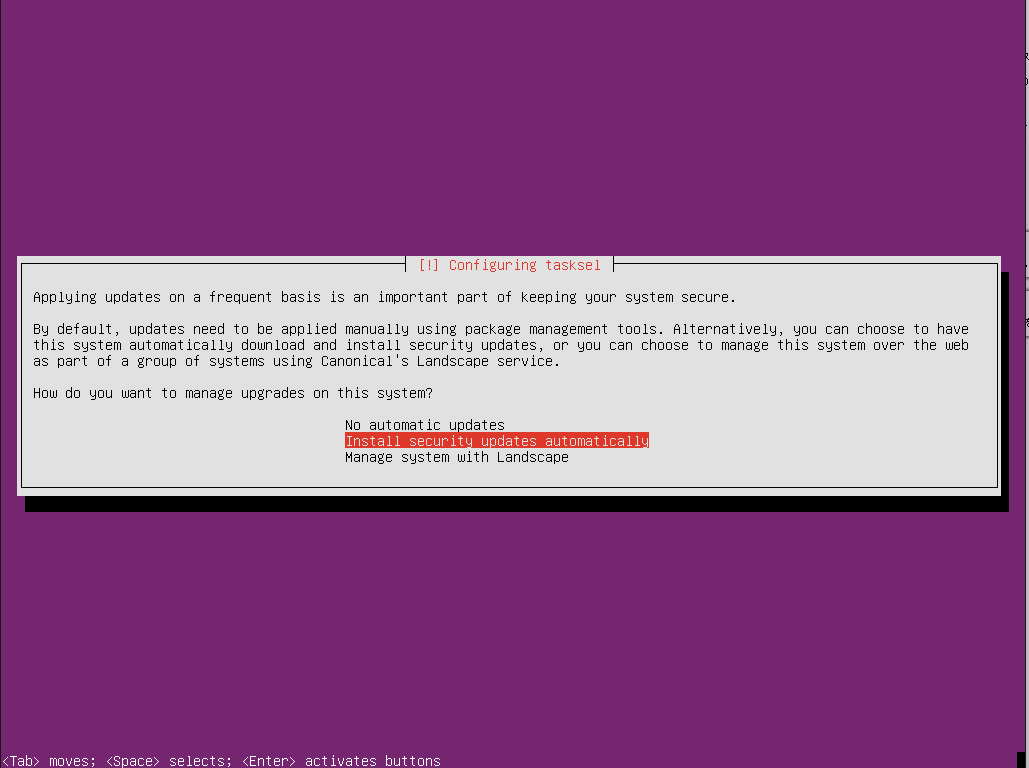 [!] Configuring tasksel
Applying updates on a frequent basis is an important part of keeping your system secure.
By default, updates need to be applied manually using package management tools. Alternatively, you can choose to have
this system automatically download and install security updates, or you can choose to manage this system over the web
as part of a group of systems using Canonical's Landscape service.
How do you want to manage upgrades on this system?
No automatic updates
Install security updates automatically
Manage system with Landscape
<Tab> moves; <Space> selects; <Enter> activates buttons